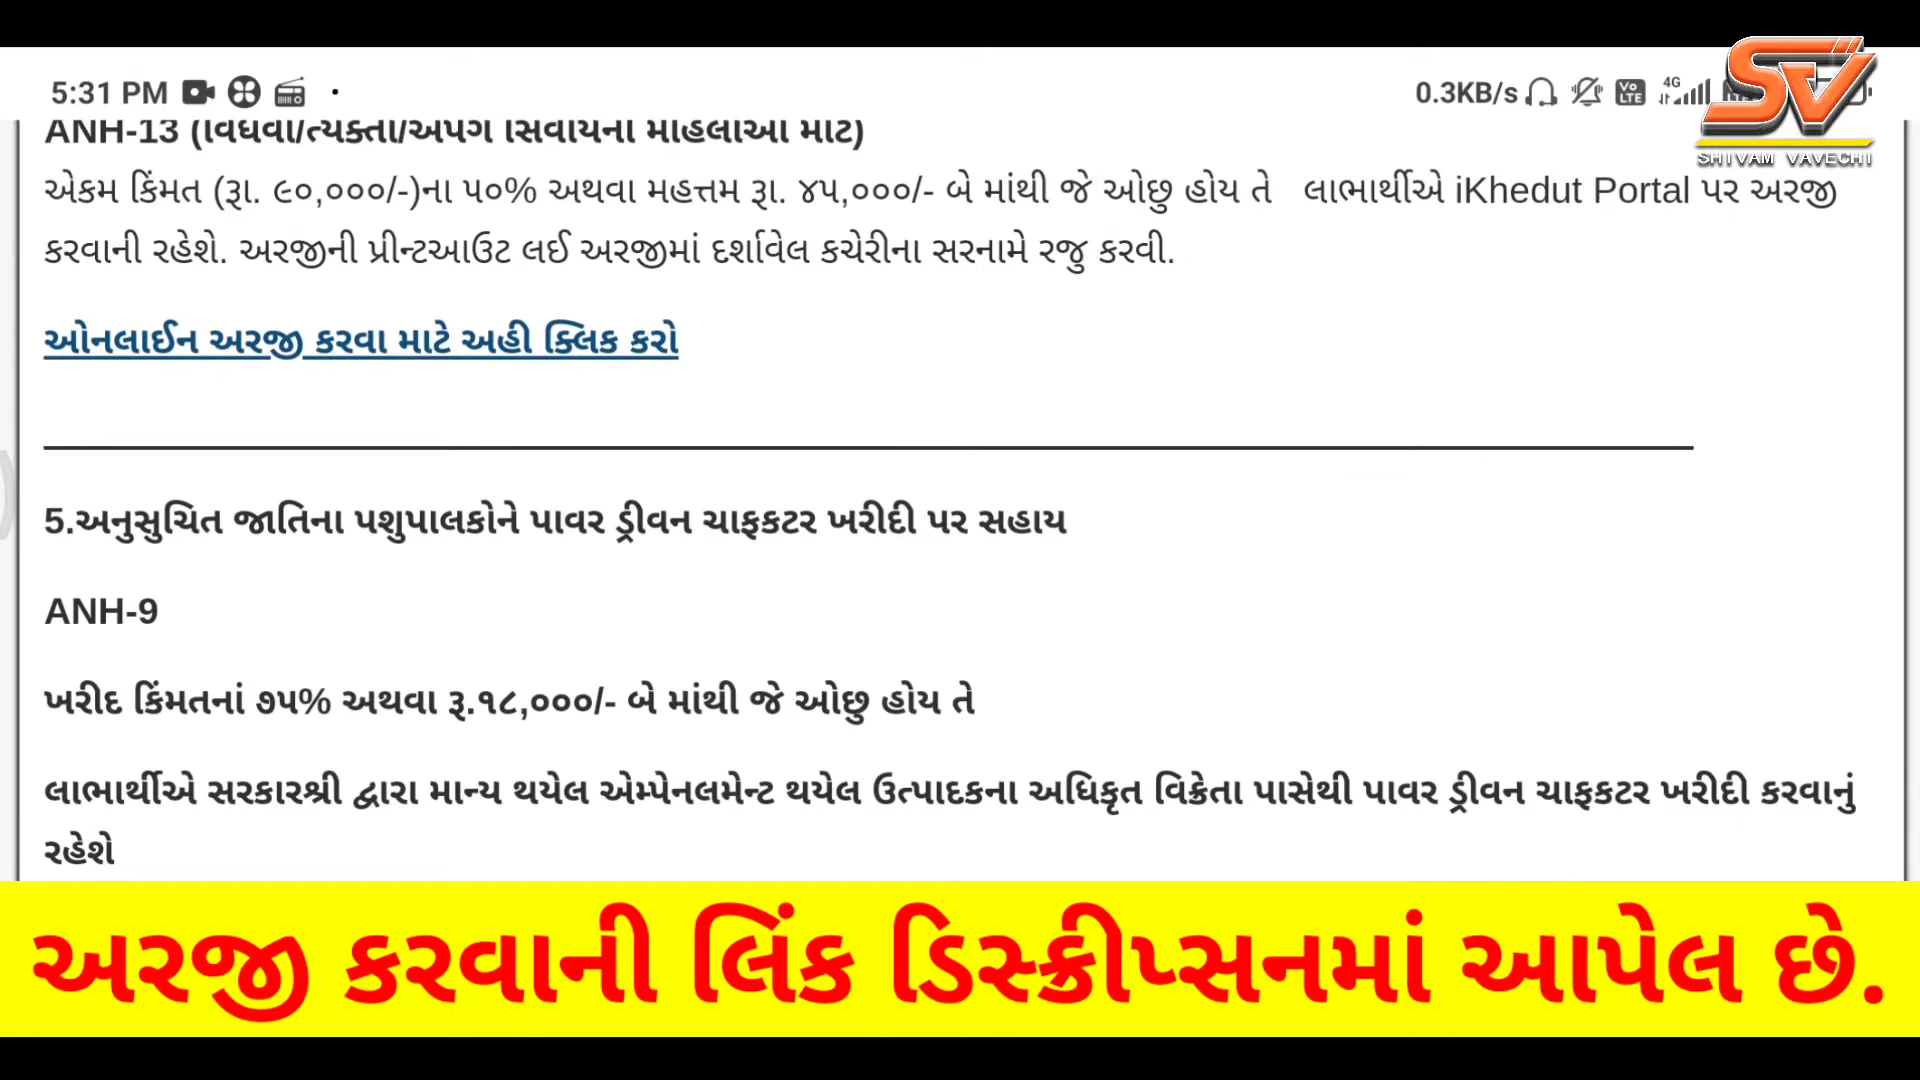 5:31 PM
0.3KB/s
4G
Vo LTE
SV
SHIVAM VAVECHI
ANH-13 (વિધવા/ત્યક્તા/અપંગ સિવાયના મહિલાઓ માટે)
એકમ કિંમત (રૂા. ૯૦,૦૦૦/-)ના ૫૦% અથવા મહત્તમ રૂા. ૪૫,૦૦૦/- બે માંથી જે ઓછુ હોય તે લાભાર્થીએ iKhedut Portal પર અરજી
કરવાની રહેશે. અરજીની પ્રીન્ટઆઉટ લઈ અરજીમાં દર્શાવેલ કચેરીના સરનામે રજુ કરવી.
ઓનલાઈન અરજી કરવા માટે અહી ક્લિક કરો
5.અનુસુચિત જાતિના પશુપાલકોને પાવર ડ્રીવન ચાફકટર ખરીદી પર સહાય
ANH-9
ખરીદ કિંમતનાં ૭૫% અથવા રૂ.૧૮,૦૦૦/- બે માંથી જે ઓછુ હોય તે
લાભાર્થીએ સરકારશ્રી દ્વારા માન્ય થયેલ એમ્પેનલમેન્ટ થયેલ ઉત્પાદકના અધિકૃત વિક્રેતા પાસેથી પાવર ડ્રીવન ચાફકટર ખરીદી કરવાનું
રહેશે
અરજી કરવાની લિંક ડિસ્ક્રીપ્સનમાં આપેલ છે.